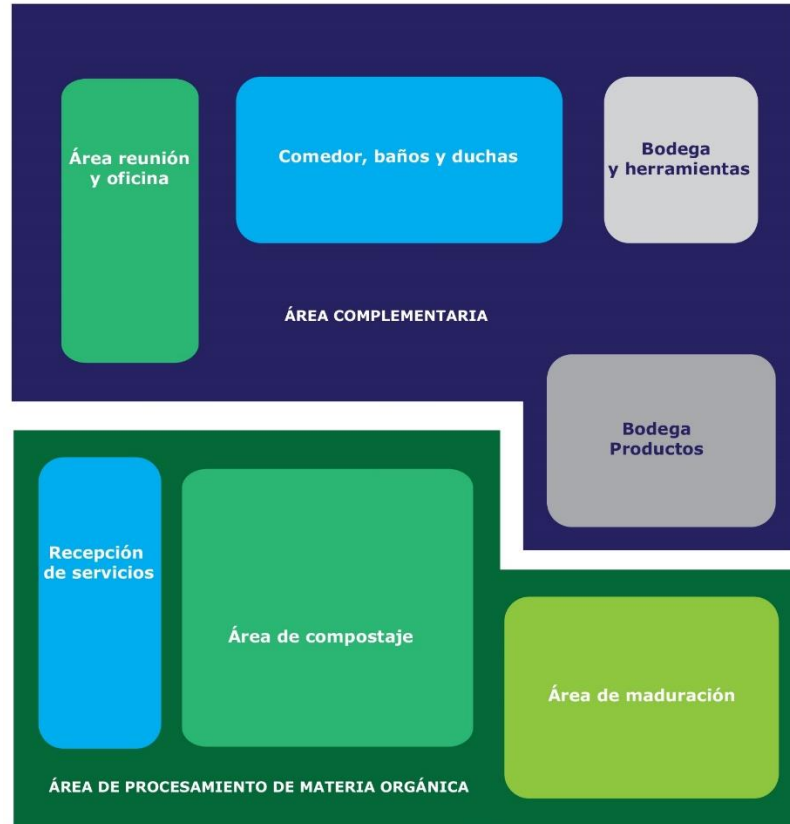 Área reunión
y oficina
Comedor, baños y duchas
Bodega
y herramientas
ÁREA COMPLEMENTARIA
Bodega
Productos
Recepción
de servicios
Área de compostaje
Área de maduración
ÁREA DE PROCESAMIENTO DE MATERIA ORGÁNICA